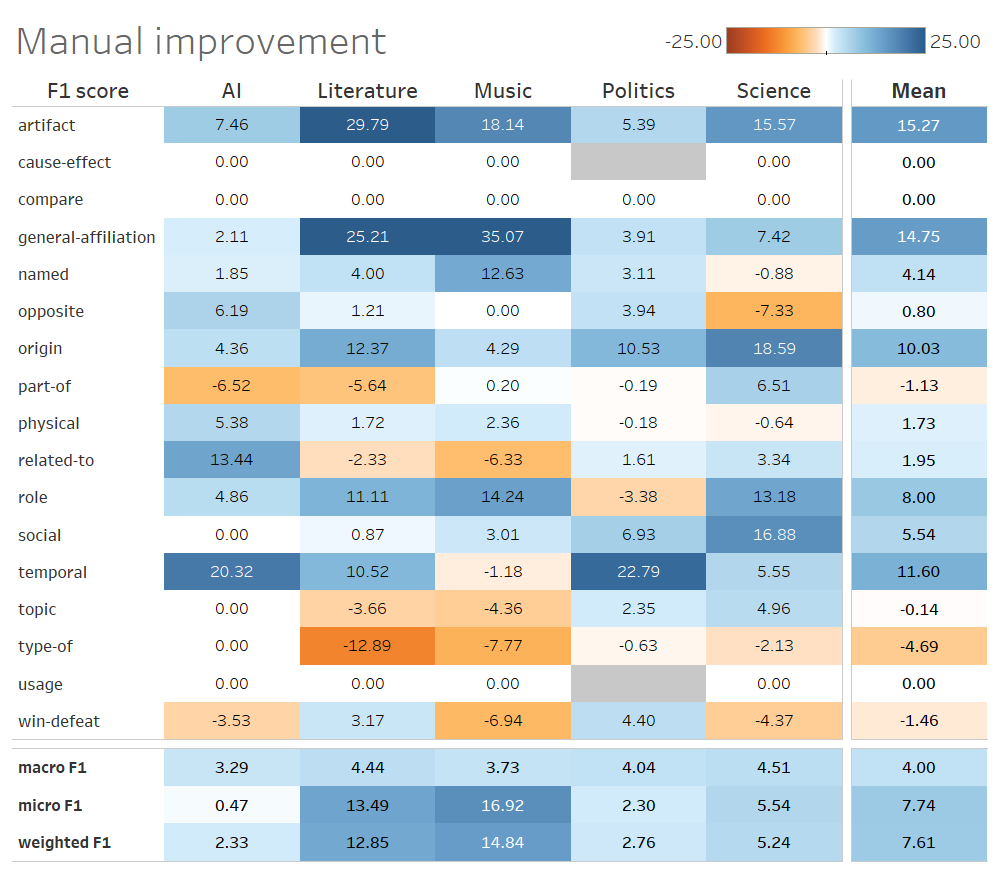 Manual improvement
-25.00 25.00
F1 score AI Literature Music Politics Science Mean
artifact 7.46 29.79 18.14 5.39 15.57 15.27
cause-effect 0.00 0.00 0.00 0.00 0.00
compare 0.00 0.00 0.00 0.00 0.00 0.00
general-affiliation 2.11 25.21 35.07 3.91 7.42 14.75
named 1.85 4.00 12.63 3.11 -0.88 4.14
opposite 6.19 1.21 0.00 3.94 -7.33 0.80
origin 4.36 12.37 4.29 10.53 18.59 10.03
part-of -6.52 -5.64 0.20 -0.19 6.51 -1.13
physical 5.38 1.72 2.36 -0.18 -0.64 1.73
related-to 13.44 -2.33 -6.33 1.61 3.34 1.95
role 4.86 11.11 14.24 -3.38 13.18 8.00
social 0.00 0.87 3.01 6.93 16.88 5.54
temporal 20.32 10.52 -1.18 22.79 5.55 11.60
topic 0.00 -3.66 -4.36 2.35 4.96 -0.14
type-of 0.00 -12.89 -7.77 -0.63 -2.13 -4.69
usage 0.00 0.00 0.00 0.00 0.00
win-defeat -3.53 3.17 -6.94 4.40 -4.37 -1.46
macro F1 3.29 4.44 3.73 4.04 4.51 4.00
micro F1 0.47 13.49 16.92 2.30 5.54 7.74
weighted F1 2.33 12.85 14.84 2.76 5.24 7.61